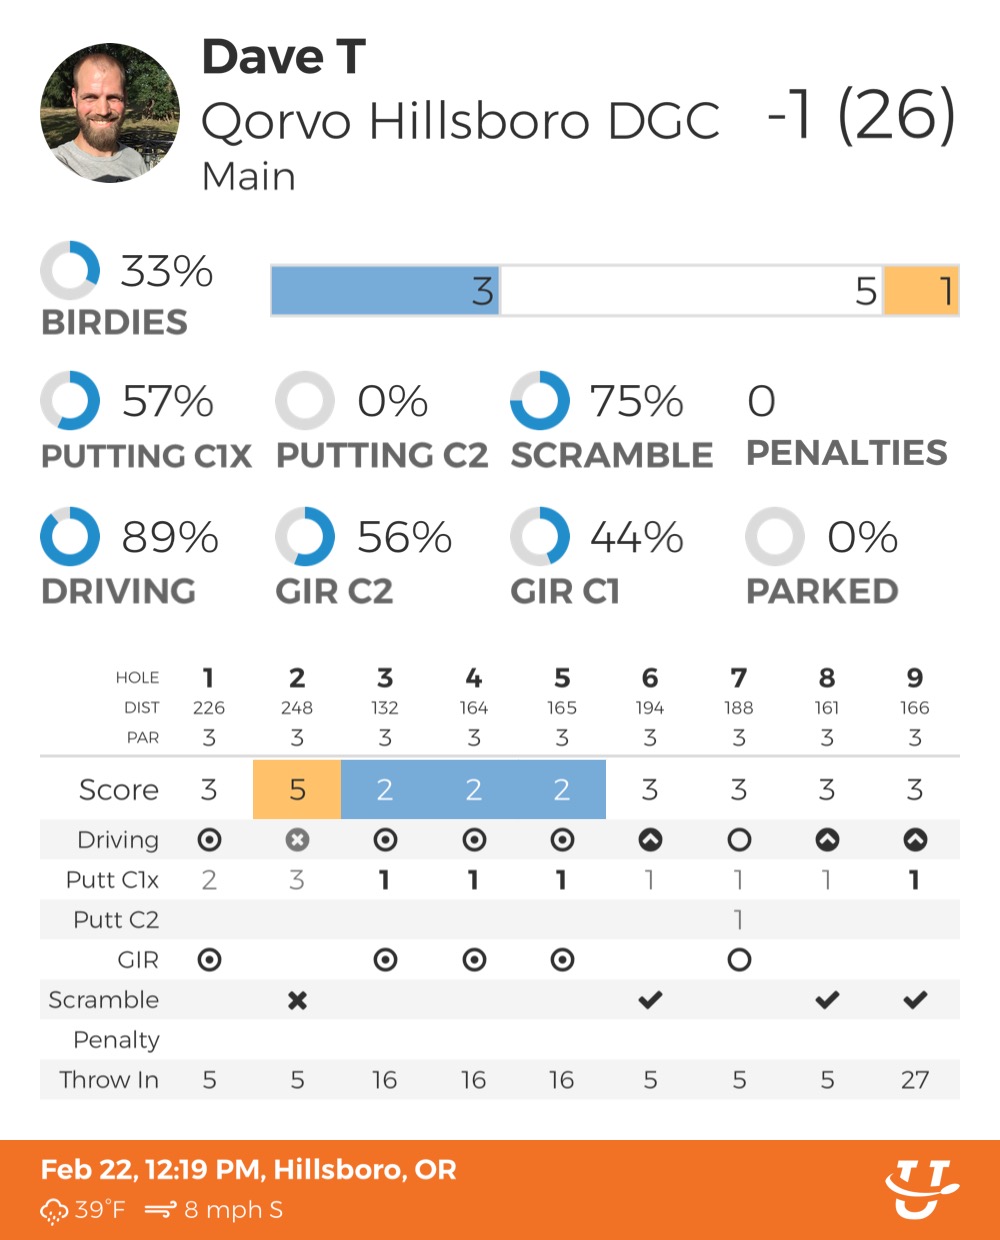 Dave T
Qorvo Hillsboro DGC
-1 (26)
Main
33%
BIRDIES
3 5 1
57% 0% 75% 0
PUTTING C1X PUTTING C2 SCRAMBLE PENALTIES
89% 56% 44% 0%
DRIVING GIR C2 GIR C1 PARKED
HOLE 1 2 3 4 5 6 7 8 9
DIST 226 248 132 164 165 194 188 161 166
PAR 3 3 3 3 3 3 3 3 3
Score 3 5 2 2 2 3 3 3 3
Driving
Putt C1x 2 3 1 1 1 1 1 1 1
Putt C2 1
GIR
Scramble
Penalty
Throw In 5 5 16 16 16 5 5 5 27
Feb 22, 12:19 PM, Hillsboro, OR
39°F 8 mph S